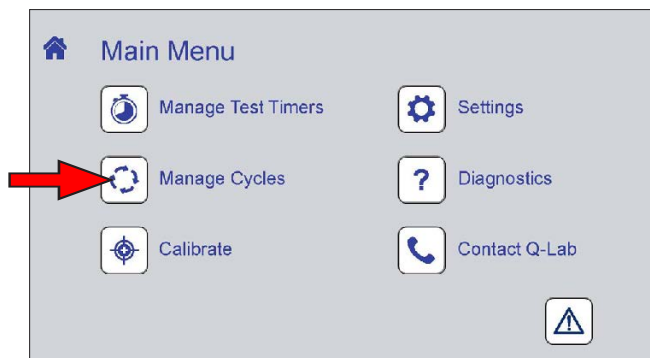 Main Menu
Manage Test Timers
Settings
Manage Cycles
?
Diagnostics
Calibrate
Contact Q-Lab